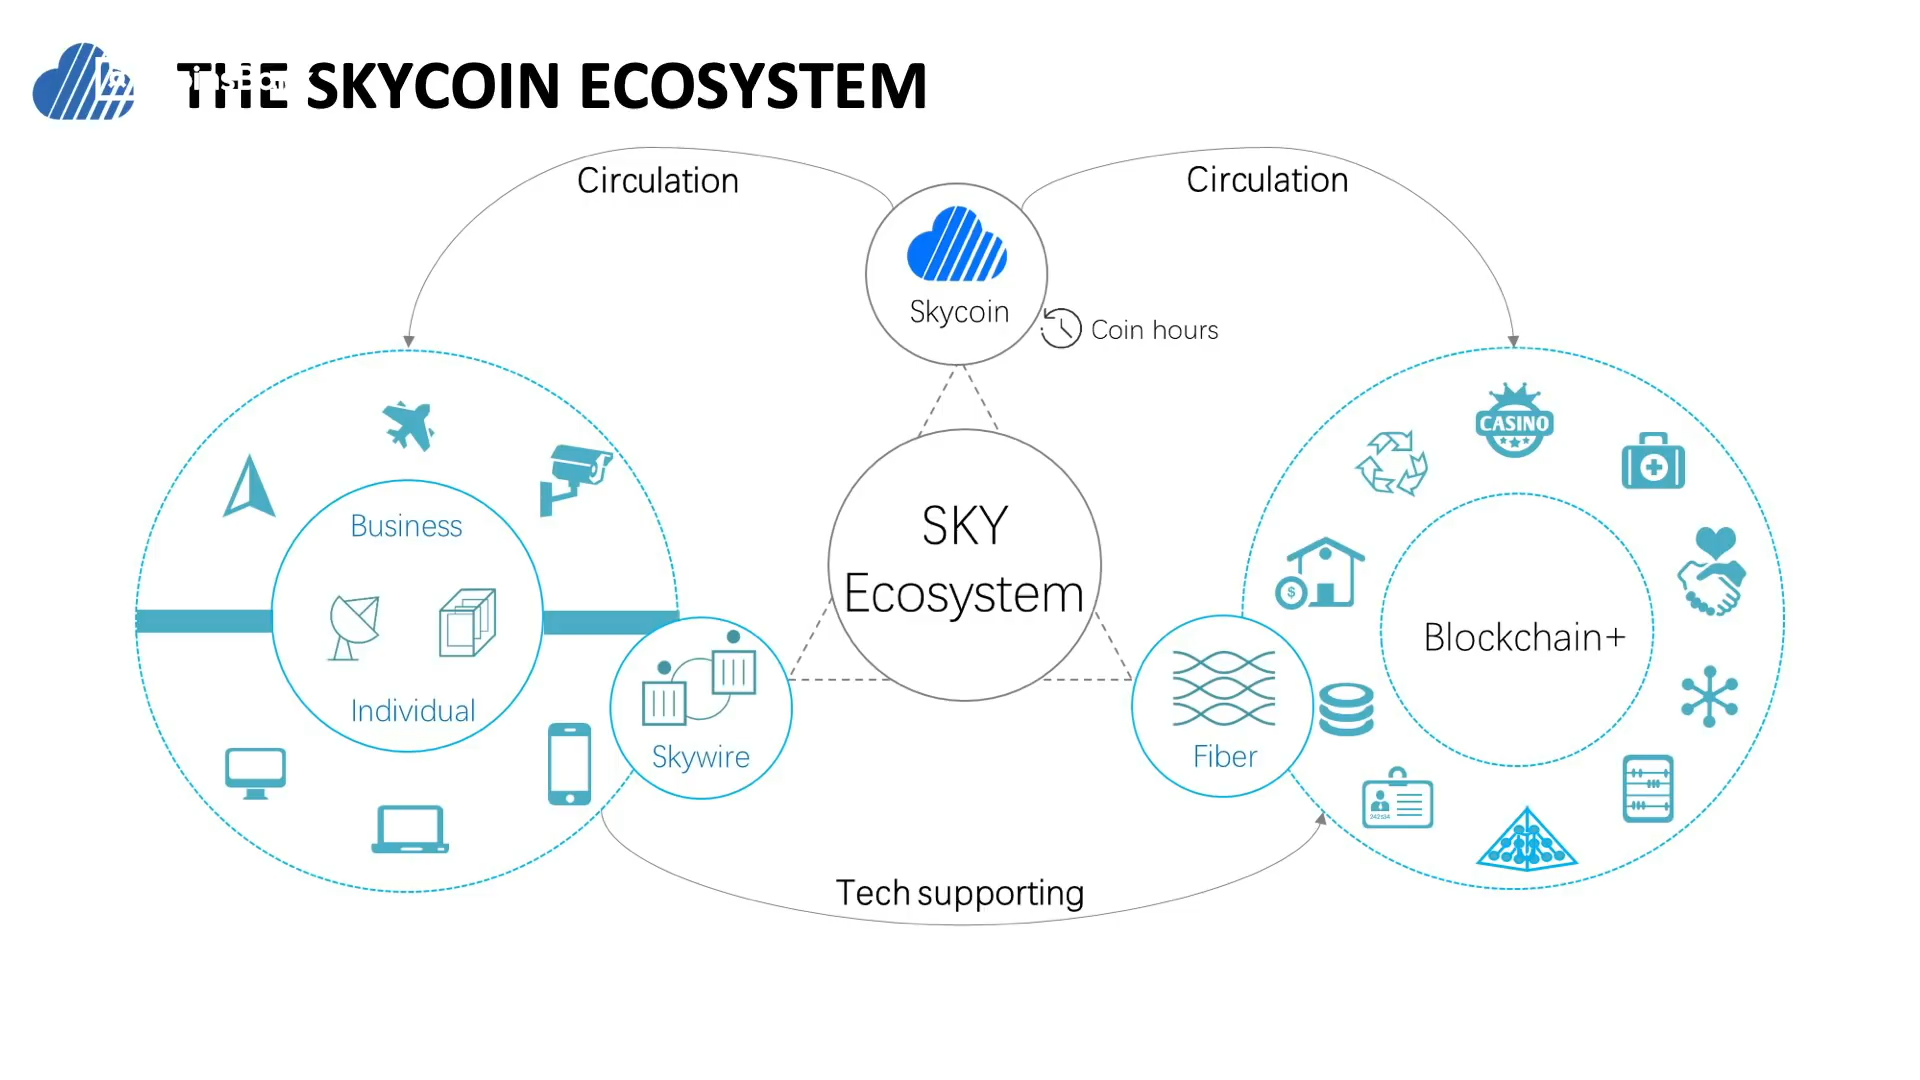 THE SKYCOIN ECOSYSTEM
Circulation
Circulation
Skycoin
Coin hours
CASINO
Business
SKY
Ecosystem
$
Blockchain+
Individual
Skywire
Fiber
Tech supporting